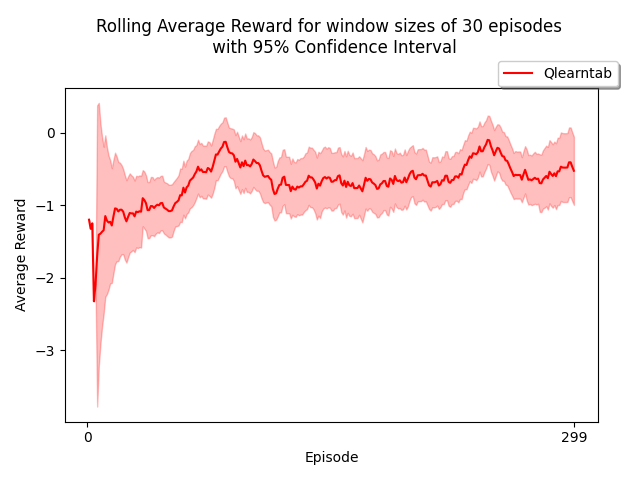 Rolling Average Reward for window sizes of 30 episodes
with 95% Confidence Interval
Qlearntab
0
−1
−2
−3
Average Reward
0
299
Episode